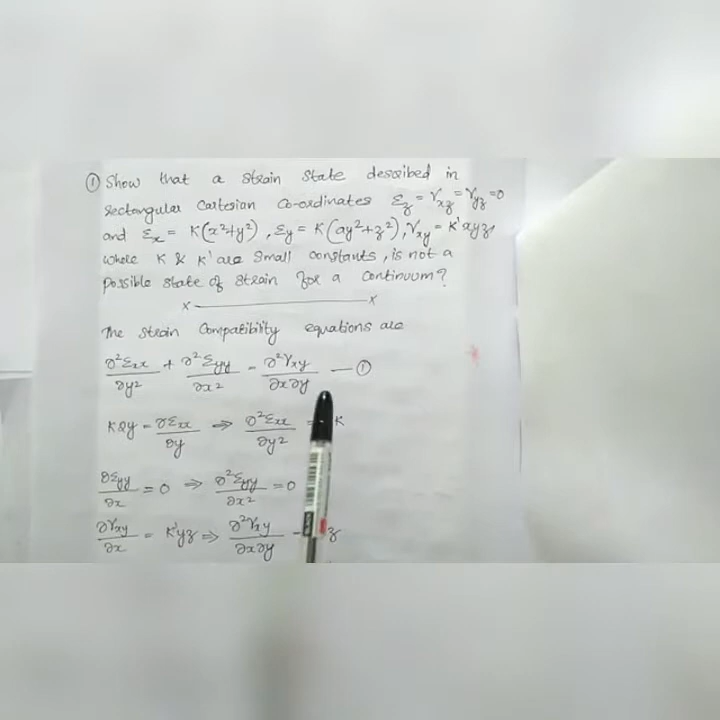 ① Show that a strain state described in
rectangular cartesian co-ordinates εz = γxz = γyz = 0
and εx = K(x²+y²), εy = K(ay²+z²), γxy = K'xyz,
where K & K' are small constants, is not a
possible state of strain for a continuum?
x ———— x
The strain compatibility equations are
∂²εxx/∂y² + ∂²εyy/∂x² = ∂²γxy/∂x∂y — ①
K2y = ∂εxx/∂y ⇒ ∂²εxx/∂y² = K
∂εyy/∂x = 0 ⇒ ∂²εyy/∂x² = 0
∂γxy/∂x = K'yz ⇒ ∂²γxy/∂x∂y = z